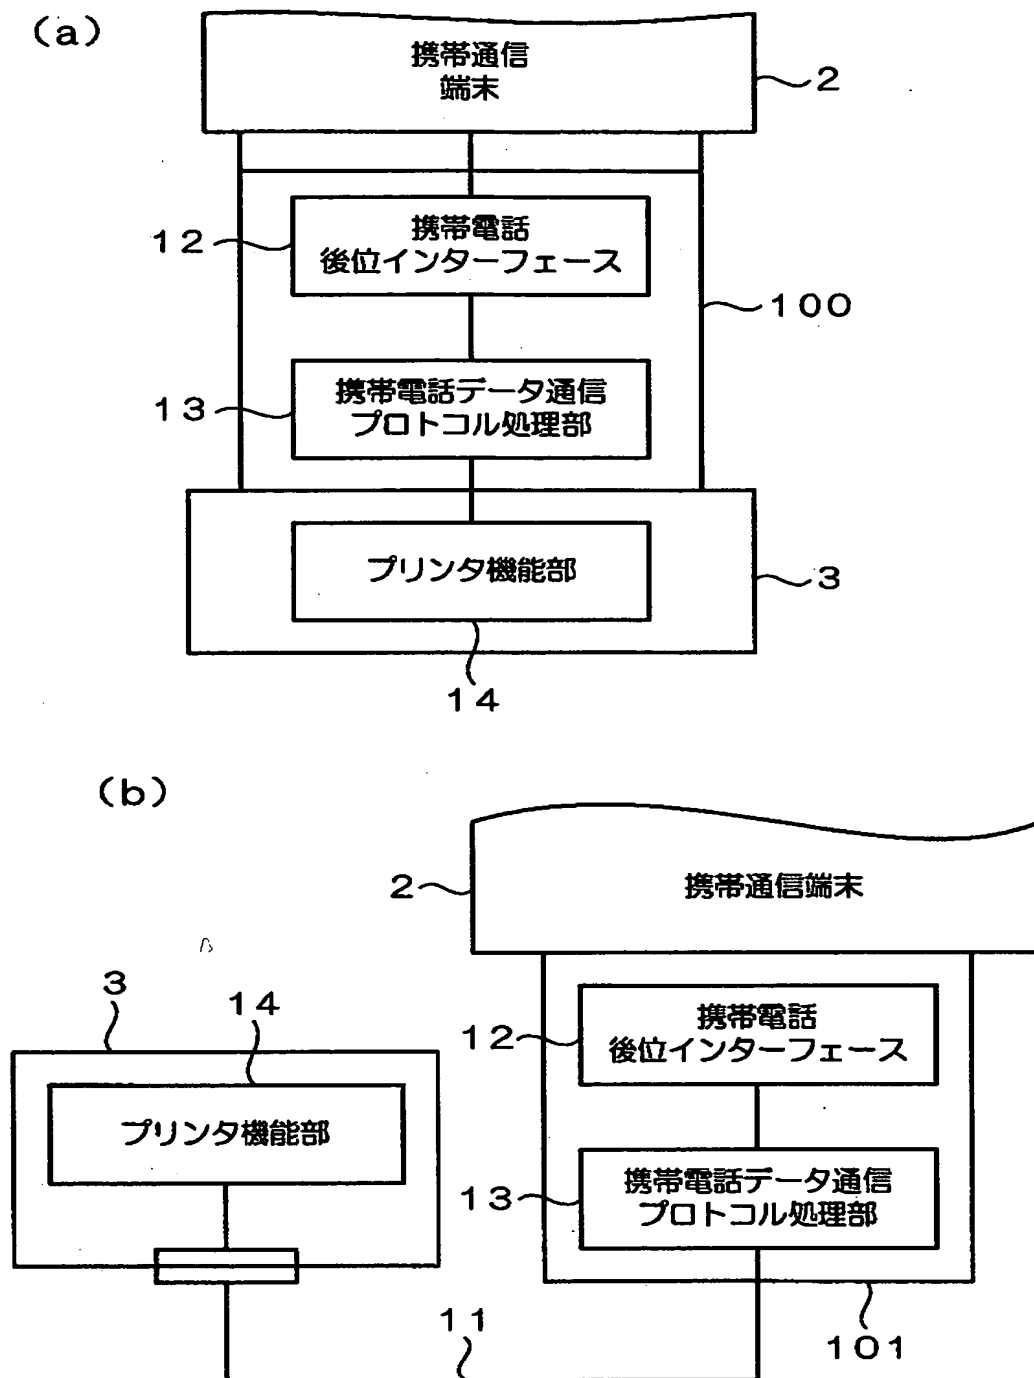 (a)
携帯通信
端末
2
携帯電話
後位インターフェース
12
100
携帯電話データ通信
プロトコル処理部
13
プリンタ機能部
3
14
(b)
2
携帯通信端末
3
14
携帯電話
後位インターフェース
12
プリンタ機能部
携帯電話データ通信
プロトコル処理部
13
11
101